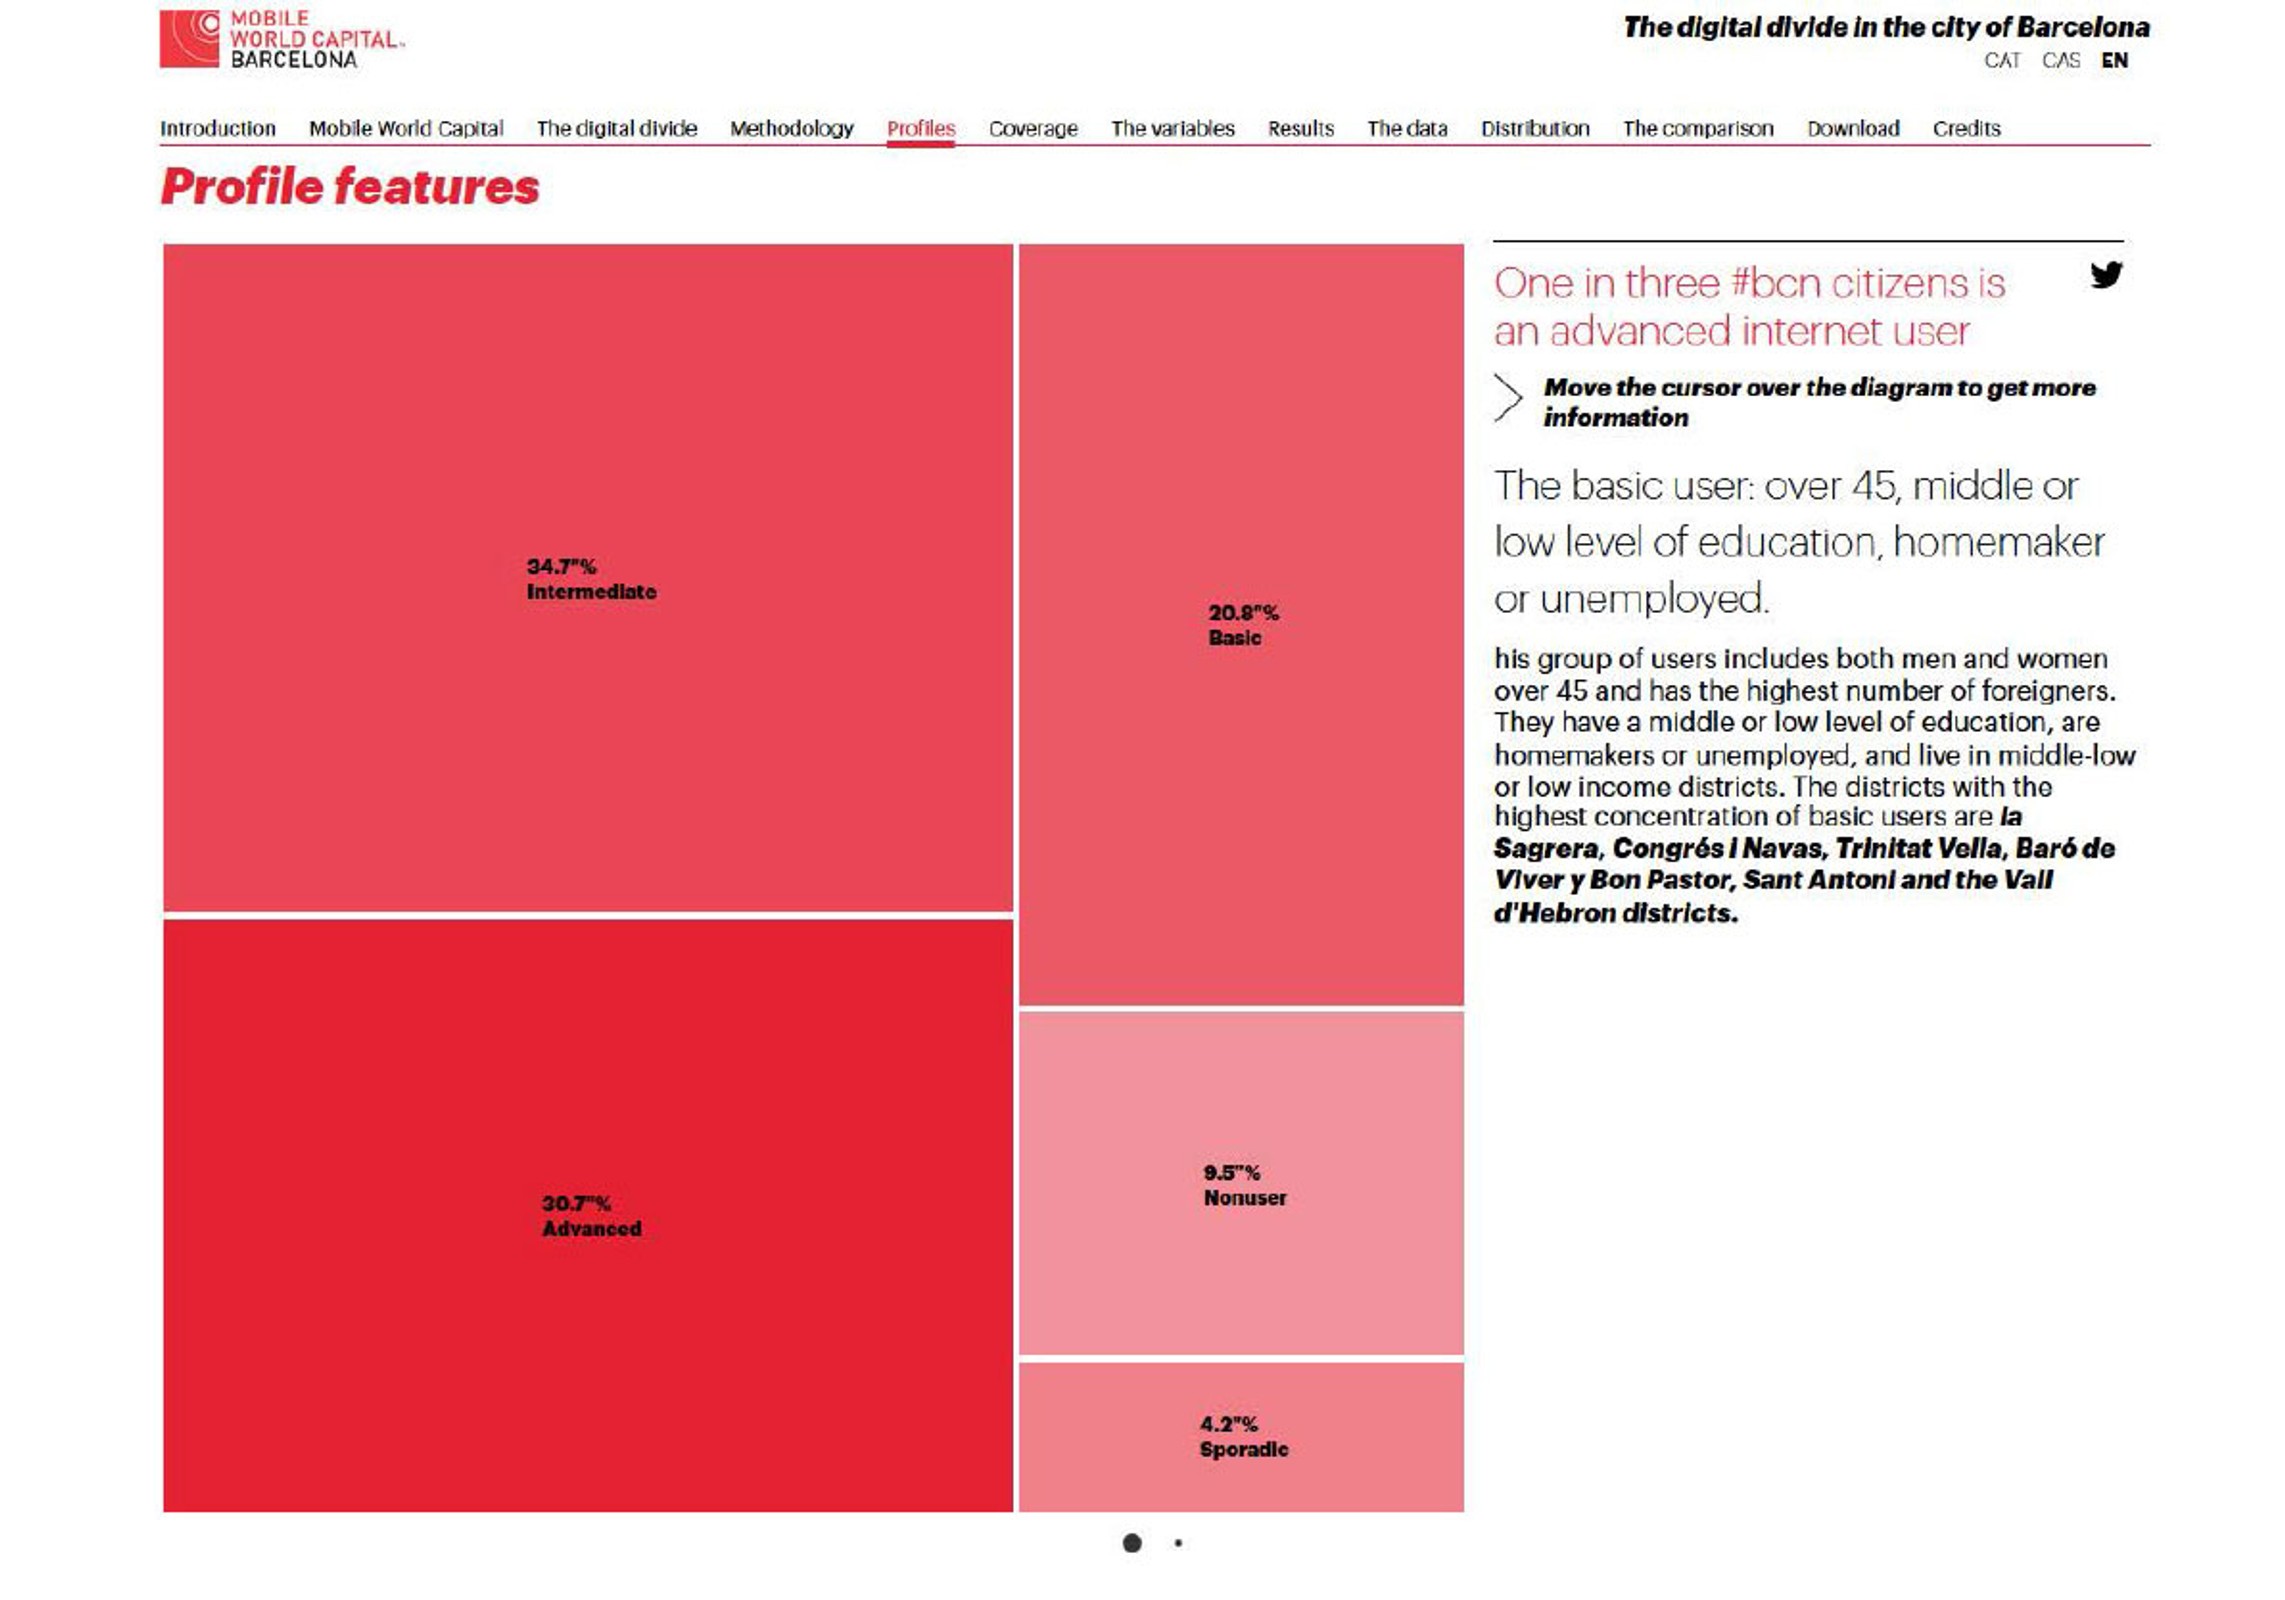 MOBILE
WORLD CAPITAL™
BARCELONA
The digital divide in the city of Barcelona
CAT CAS EN
Introduction Mobile World Capital The digital divide Methodology Profiles Coverage The variables Results The data Distribution The comparison Download Credits
Profile features
34.7"%
Intermediate
20.8"%
Basic
30.7"%
Advanced
9.5"%
Nonuser
4.2"%
Sporadic
One in three #bcn citizens is
an advanced internet user
Move the cursor over the diagram to get more
information
The basic user: over 45, middle or
low level of education, homemaker
or unemployed.
his group of users includes both men and women
over 45 and has the highest number of foreigners.
They have a middle or low level of education, are
homemakers or unemployed, and live in middle-low
or low income districts. The districts with the
highest concentration of basic users are la
Sagrera, Congrés i Navas, Trinitat Vella, Baró de
Viver y Bon Pastor, Sant Antoni and the Vall
d'Hebron districts.